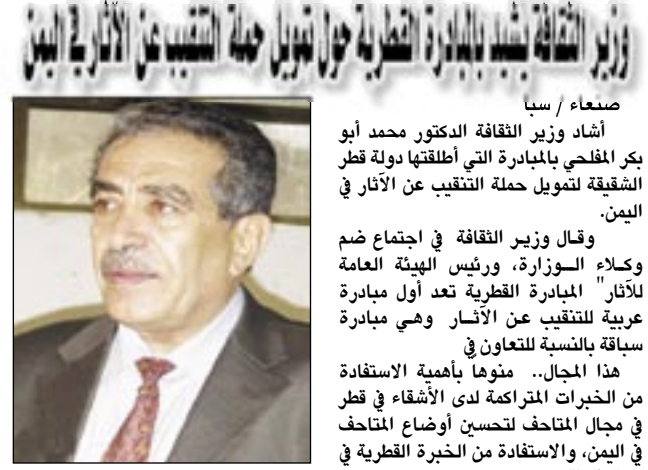 وزير الثقافة يشيد بالمبادرة القطرية حول تمويل حملة التنقيب عن الآثار في اليمن
صنعاء / سبأ
أشاد وزير الثقافة الدكتور محمد أبو
بكر المفلحي بالمبادرة التي أطلقتها دولة قطر
الشقيقة لتمويل حملة التنقيب عن الآثار في
اليمن.
وقال وزير الثقافة في اجتماع ضم
وكلاء الوزارة، ورئيس الهيئة العامة
للآثار" المبادرة القطرية تعد أول مبادرة
عربية للتنقيب عن الآثار وهي مبادرة
سباقة بالنسبة للتعاون في
هذا المجال.. منوهاً بأهمية الاستفادة
من الخبرات المتراكمة لدى الأشقاء في قطر
في مجال المتاحف لتحسين أوضاع المتاحف
في اليمن، والاستفادة من الخبرة القطرية في